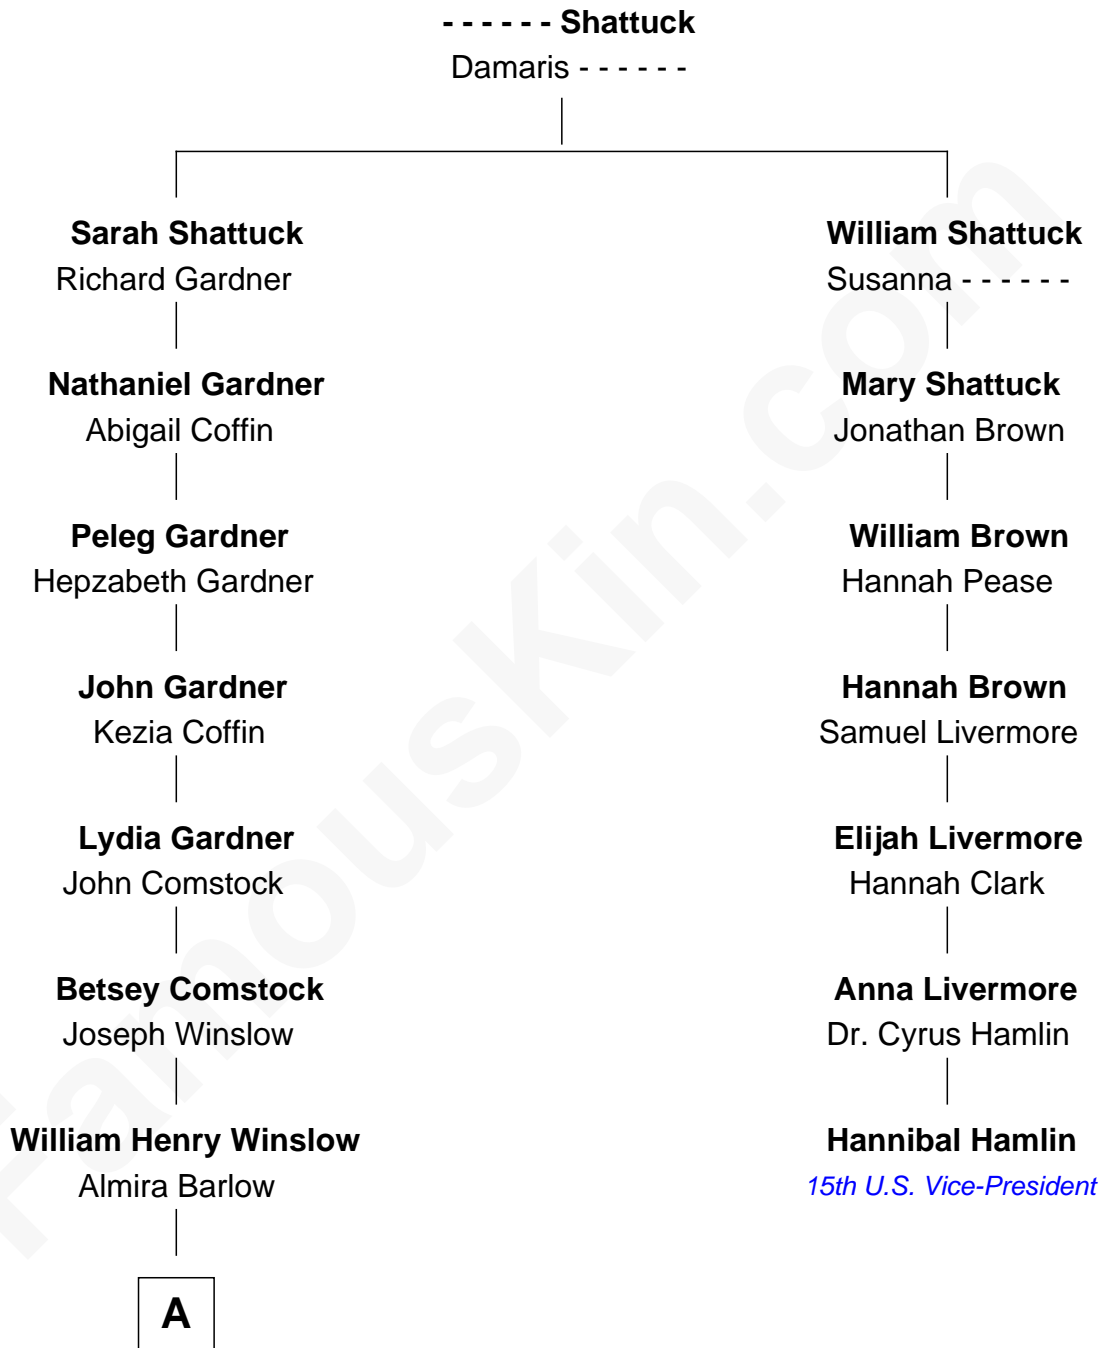 - - - - - - Shattuck
Damaris - - - - - -
Sarah Shattuck
Richard Gardner
William Shattuck
Susanna - - - - - -
Nathaniel Gardner
Abigail Coffin
Mary Shattuck
Jonathan Brown
Peleg Gardner
Hepzabeth Gardner
William Brown
Hannah Pease
John Gardner
Kezia Coffin
Hannah Brown
Samuel Livermore
Lydia Gardner
John Comstock
Elijah Livermore
Hannah Clark
Betsey Comstock
Joseph Winslow
Anna Livermore
Dr. Cyrus Hamlin
William Henry Winslow
Almira Barlow
Hannibal Hamlin
15th U.S. Vice-President
A
FamousKin.com